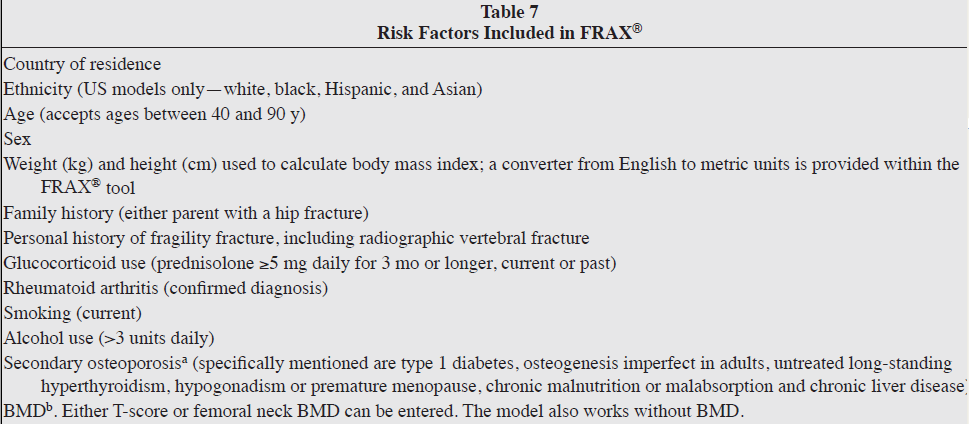 Table 7
Risk Factors Included in FRAX®
Country of residence
Ethnicity (US models only—white, black, Hispanic, and Asian)
Age (accepts ages between 40 and 90 y)
Sex
Weight (kg) and height (cm) used to calculate body mass index; a converter from English to metric units is provided within the
FRAX® tool
Family history (either parent with a hip fracture)
Personal history of fragility fracture, including radiographic vertebral fracture
Glucocorticoid use (prednisolone ≥5 mg daily for 3 mo or longer, current or past)
Rheumatoid arthritis (confirmed diagnosis)
Smoking (current)
Alcohol use (>3 units daily)
Secondary osteoporosisᵃ (specifically mentioned are type 1 diabetes, osteogenesis imperfect in adults, untreated long-standing
hyperthyroidism, hypogonadism or premature menopause, chronic malnutrition or malabsorption and chronic liver disease)
BMDᵇ. Either T-score or femoral neck BMD can be entered. The model also works without BMD.